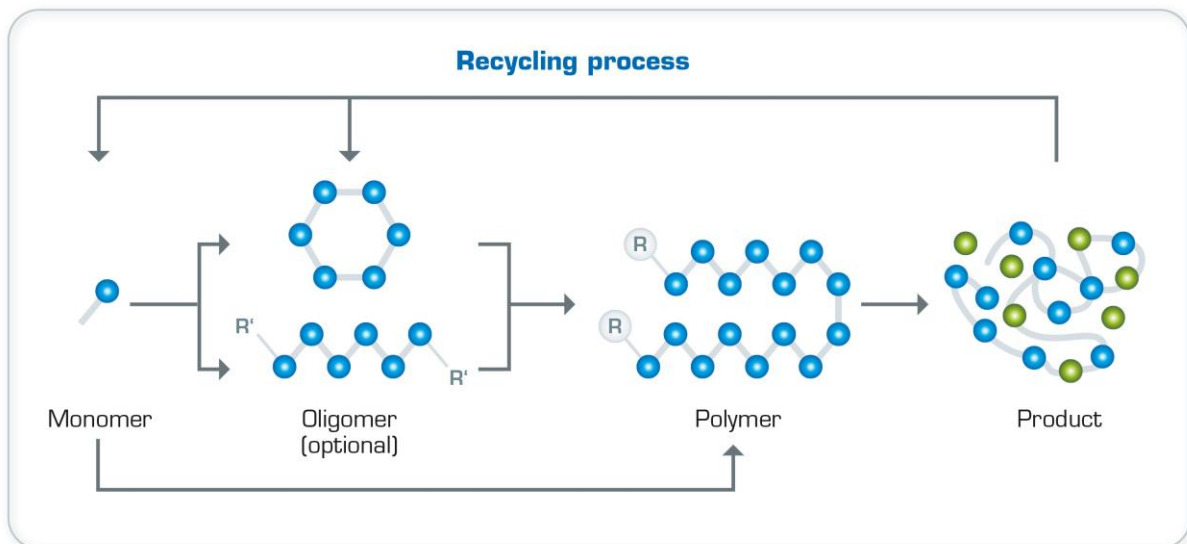 Recycling process
R
R
R'
R'
Monomer
Oligomer
(optional)
Polymer
Product